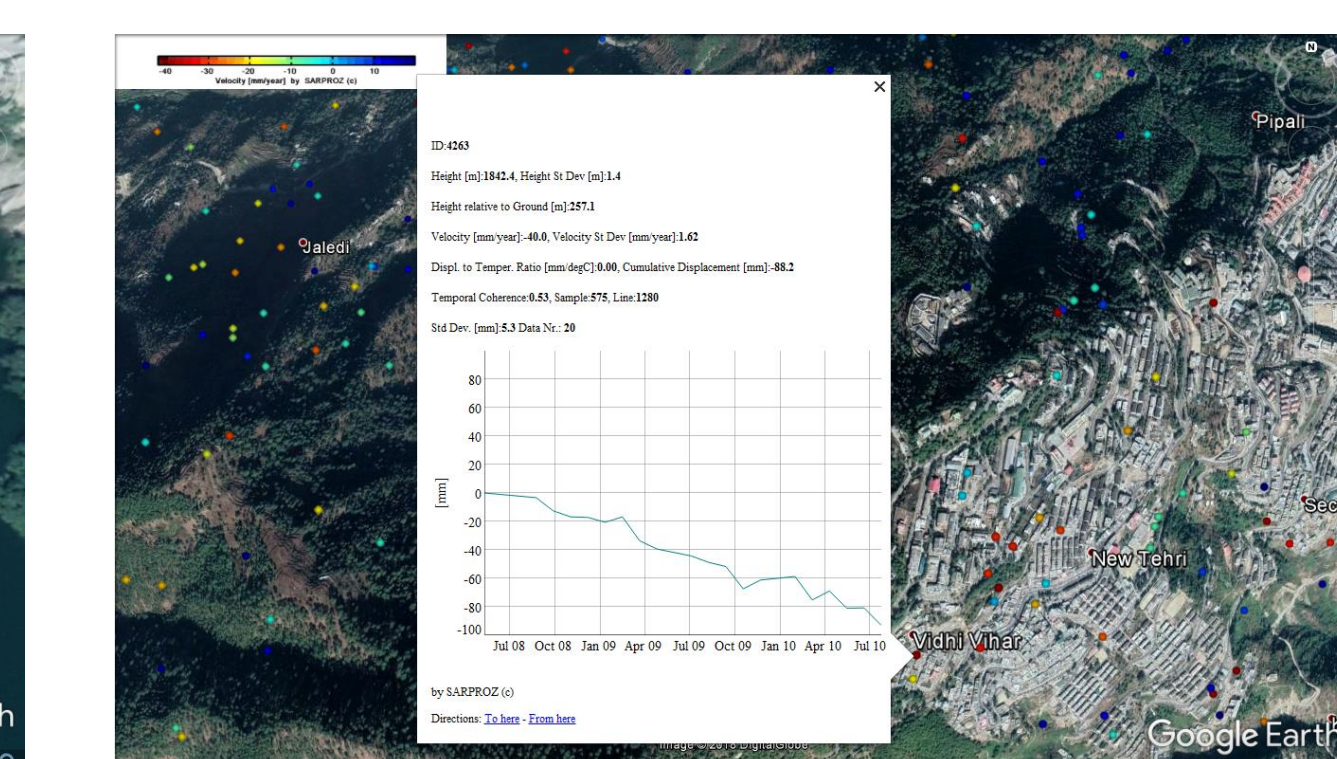 -40 -30 -20 -10 0 10
Velocity [mm/year] by SARPROZ (c)
N
Pipali
Jaledi
ID:4263
Height [m]:1842.4, Height St Dev [m]:1.4
Height relative to Ground [m]:257.1
Velocity [mm/year]:-40.0, Velocity St Dev [mm/year]:1.62
Displ. to Temper. Ratio [mm/degC]:0.00, Cumulative Displacement [mm]:-88.2
Temporal Coherence:0.53, Sample:575, Line:1280
Std Dev. [mm]:5.3 Data Nr.: 20
80
60
40
20
0
-20
-40
-60
-80
-100
[mm]
Jul 08 Oct 08 Jan 09 Apr 09 Jul 09 Oct 09 Jan 10 Apr 10 Jul 10
by SARPROZ (c)
Directions: To here - From here
Sec
New Tehri
Vidhi Vihar
Image © 2018 DigitalGlobe
Google Earth